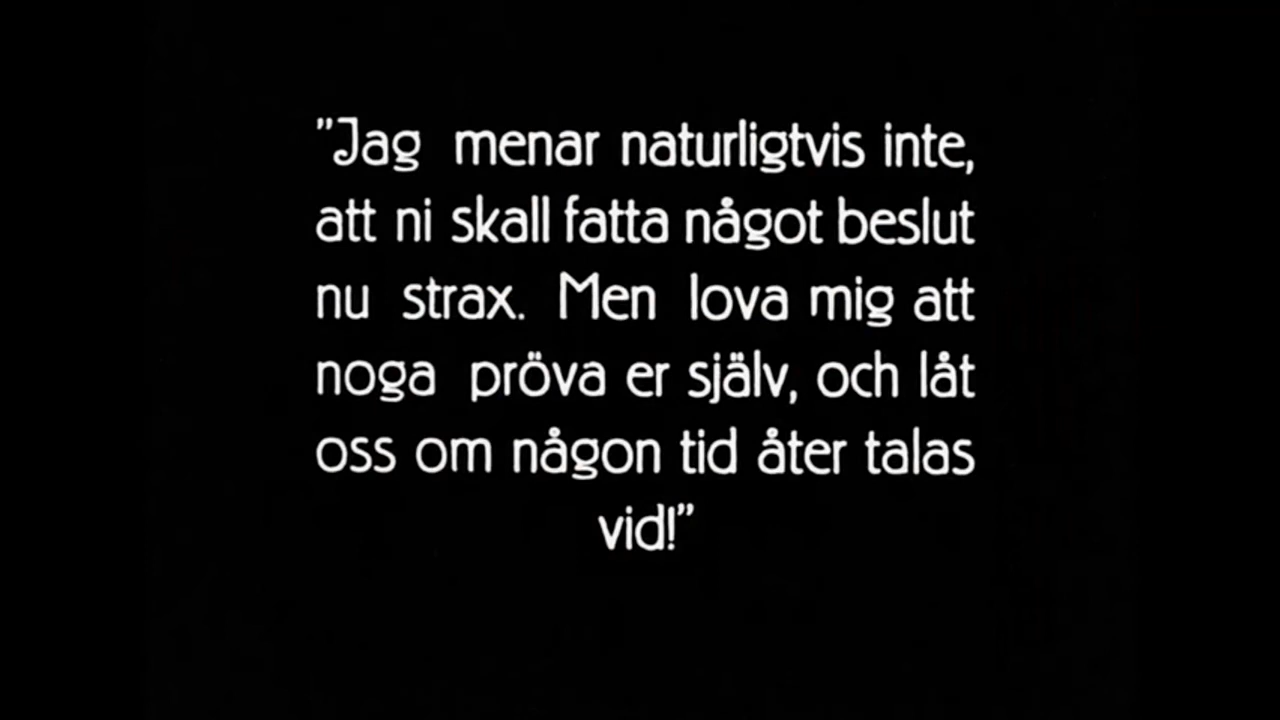 ”Jag menar naturligtvis inte,
att ni skall fatta något beslut
nu strax. Men lova mig att
noga pröva er själv, och låt
oss om någon tid åter talas
vid!”